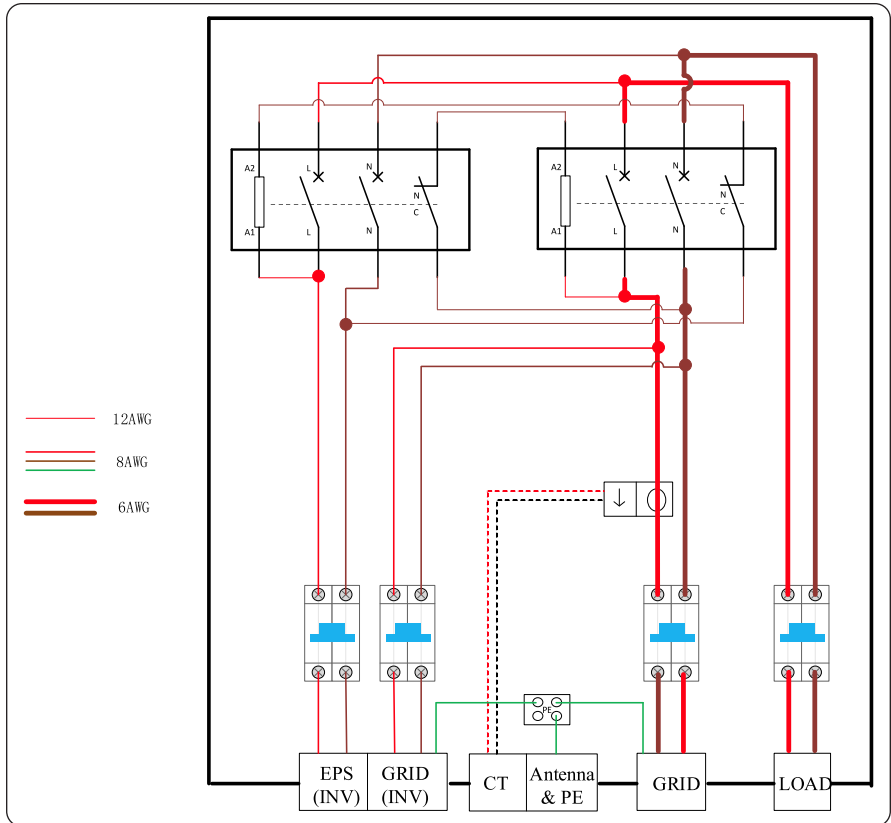 A2 L N N C A1 L N
A2 L N N C A1 L N
12AWG
8AWG
6AWG
PE
EPS (INV)
GRID (INV)
CT
Antenna & PE
GRID
LOAD